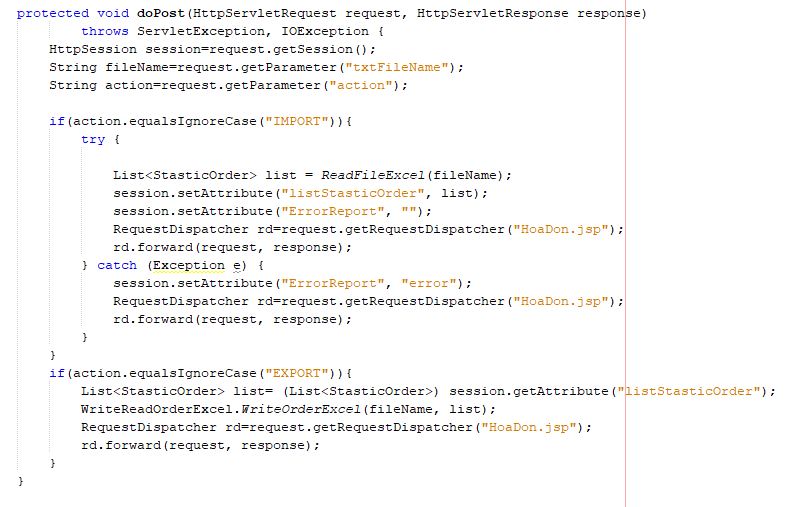 protected void doPost(HttpServletRequest request, HttpServletResponse response)
throws ServletException, IOException {
HttpSession session=request.getSession();
String fileName=request.getParameter("txtFileName");
String action=request.getParameter("action");
if(action.equalsIgnoreCase("IMPORT")){
try {
List<StasticOrder> list = ReadFileExcel(fileName);
session.setAttribute("listStasticOrder", list);
session.setAttribute("ErrorReport", "");
RequestDispatcher rd=request.getRequestDispatcher("HoaDon.jsp");
rd.forward(request, response);
} catch (Exception e) {
session.setAttribute("ErrorReport", "error");
RequestDispatcher rd=request.getRequestDispatcher("HoaDon.jsp");
rd.forward(request, response);
}
}
if(action.equalsIgnoreCase("EXPORT")){
List<StasticOrder> list= (List<StasticOrder>) session.getAttribute("listStasticOrder");
WriteReadOrderExcel.WriteOrderExcel(fileName, list);
RequestDispatcher rd=request.getRequestDispatcher("HoaDon.jsp");
rd.forward(request, response);
}
}